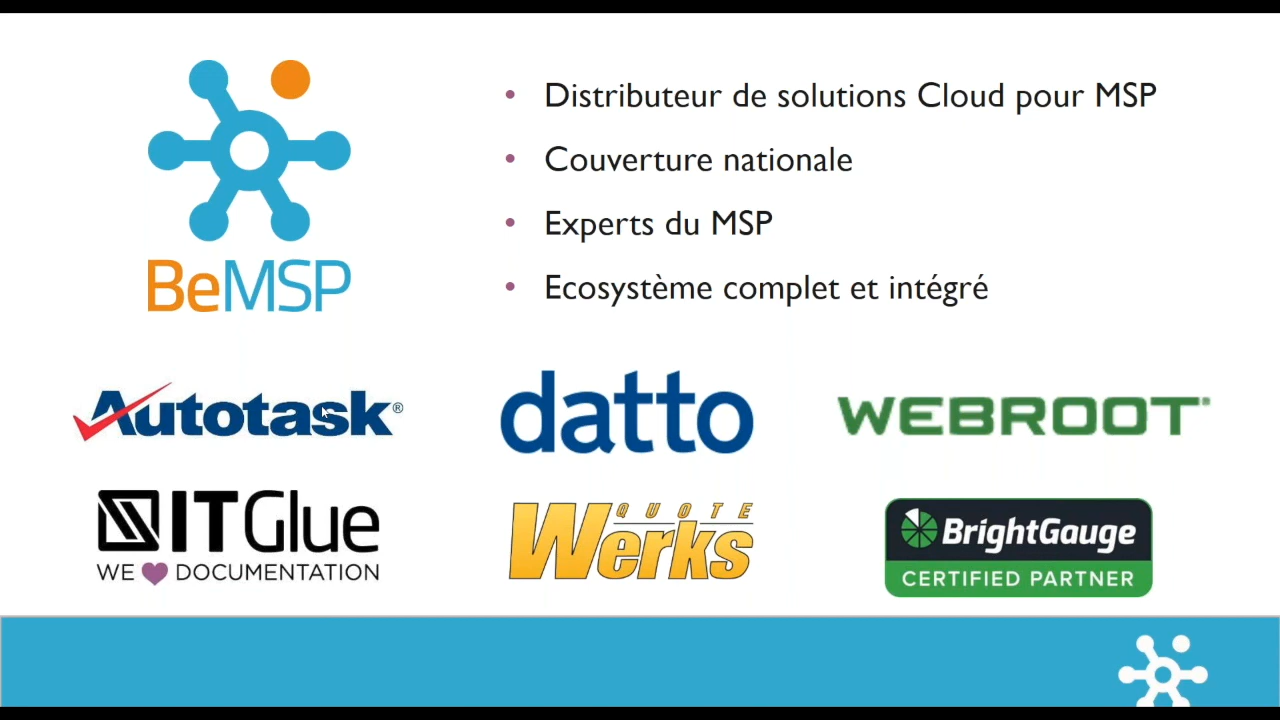 BeMSP
• Distributeur de solutions Cloud pour MSP
• Couverture nationale
• Experts du MSP
• Ecosystème complet et intégré
Autotask®
datto
WEBROOT®
ITGlue
WE ♥ DOCUMENTATION
QUOTE
Werks
BrightGauge
CERTIFIED PARTNER